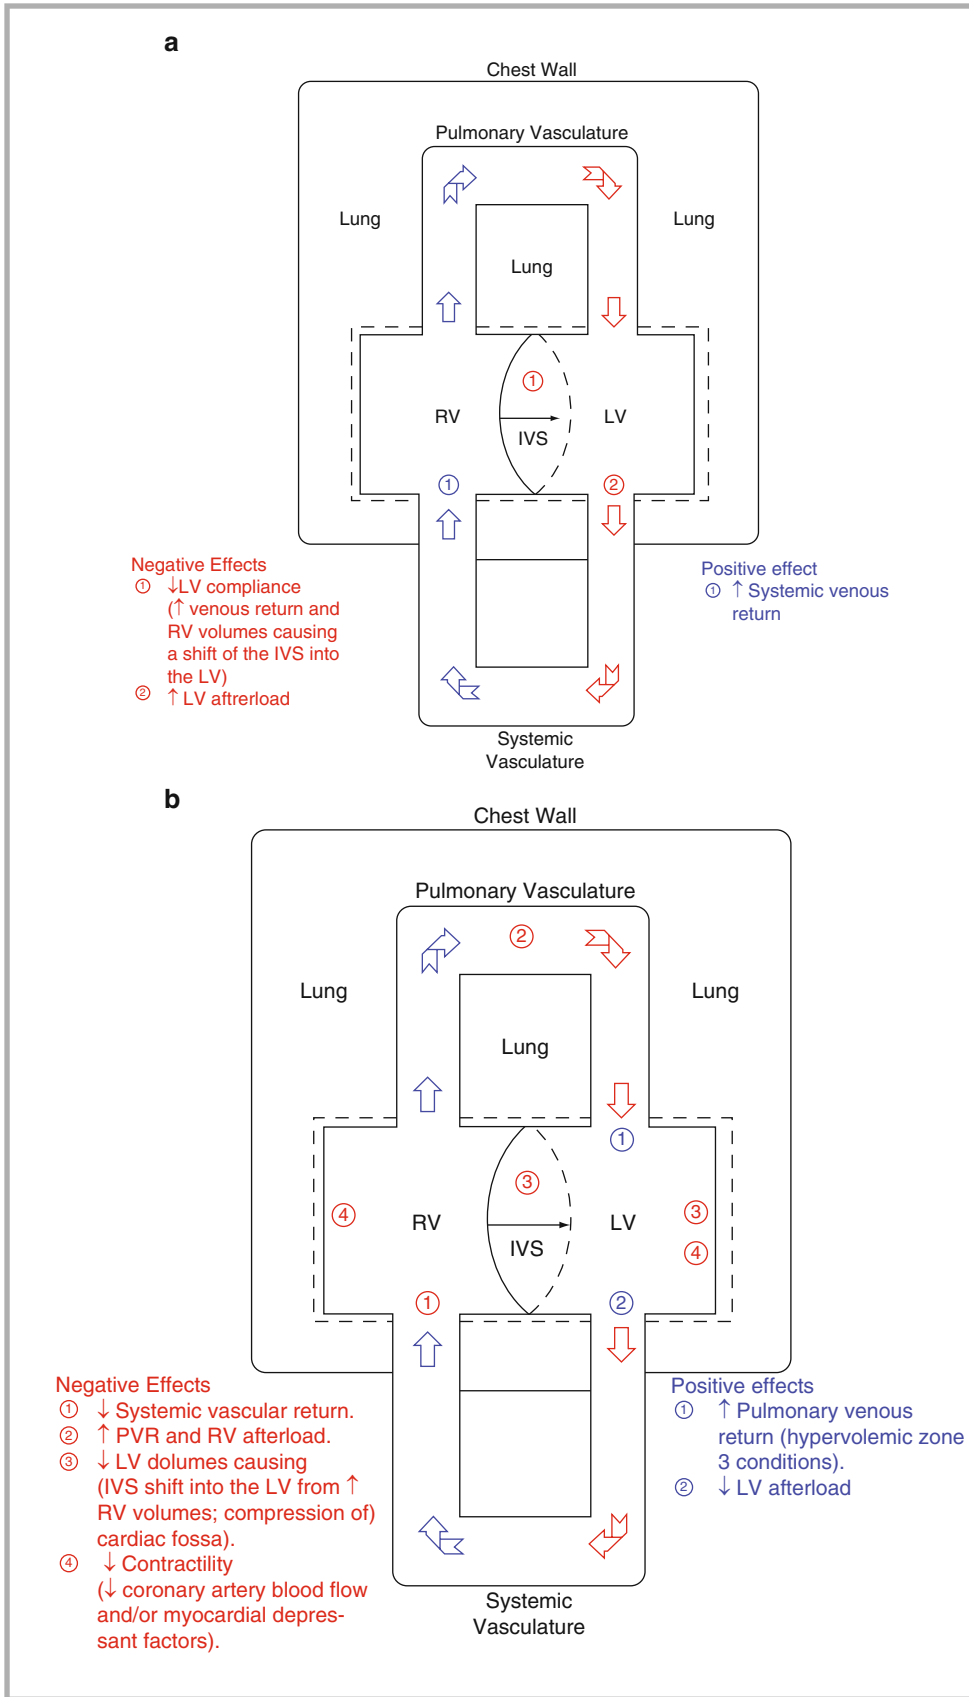 a
Chest Wall
Pulmonary Vasculature
Lung
Lung
Lung
①
RV
LV
IVS
①
②
Negative Effects
① ↓LV compliance
(↑ venous return and
RV volumes causing
a shift of the IVS into
the LV)
② ↑ LV aftrerload
Positive effect
① ↑ Systemic venous
return
Systemic
Vasculature
b
Chest Wall
Pulmonary Vasculature
②
Lung
Lung
Lung
①
③
④
RV
LV
③
IVS
④
①
②
Negative Effects
① ↓ Systemic vascular return.
② ↑ PVR and RV afterload.
③ ↓ LV dolumes causing
(IVS shift into the LV from ↑
RV volumes; compression of)
cardiac fossa).
④ ↓ Contractility
(↓ coronary artery blood flow
and/or myocardial depres-
sant factors).
Positive effects
① ↑ Pulmonary venous
return (hypervolemic zone
3 conditions).
② ↓ LV afterload
Systemic
Vasculature